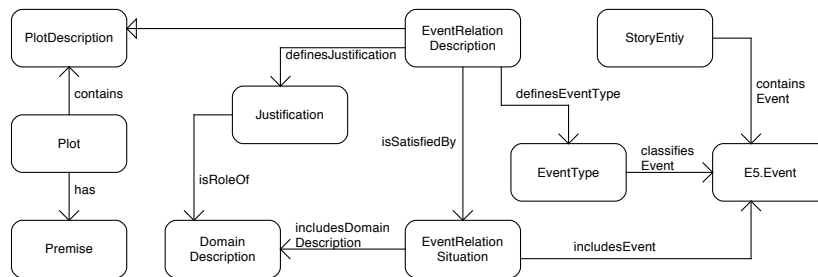 PlotDescription
EventRelation
Description
StoryEntiy
definesJustification
contains
Justification
definesEventType
contains
Event
Plot
isSatisfiedBy
EventType
classifies
Event
E5.Event
has
isRoleOf
Premise
Domain
Description
includesDomain
Description
EventRelation
Situation
includesEvent